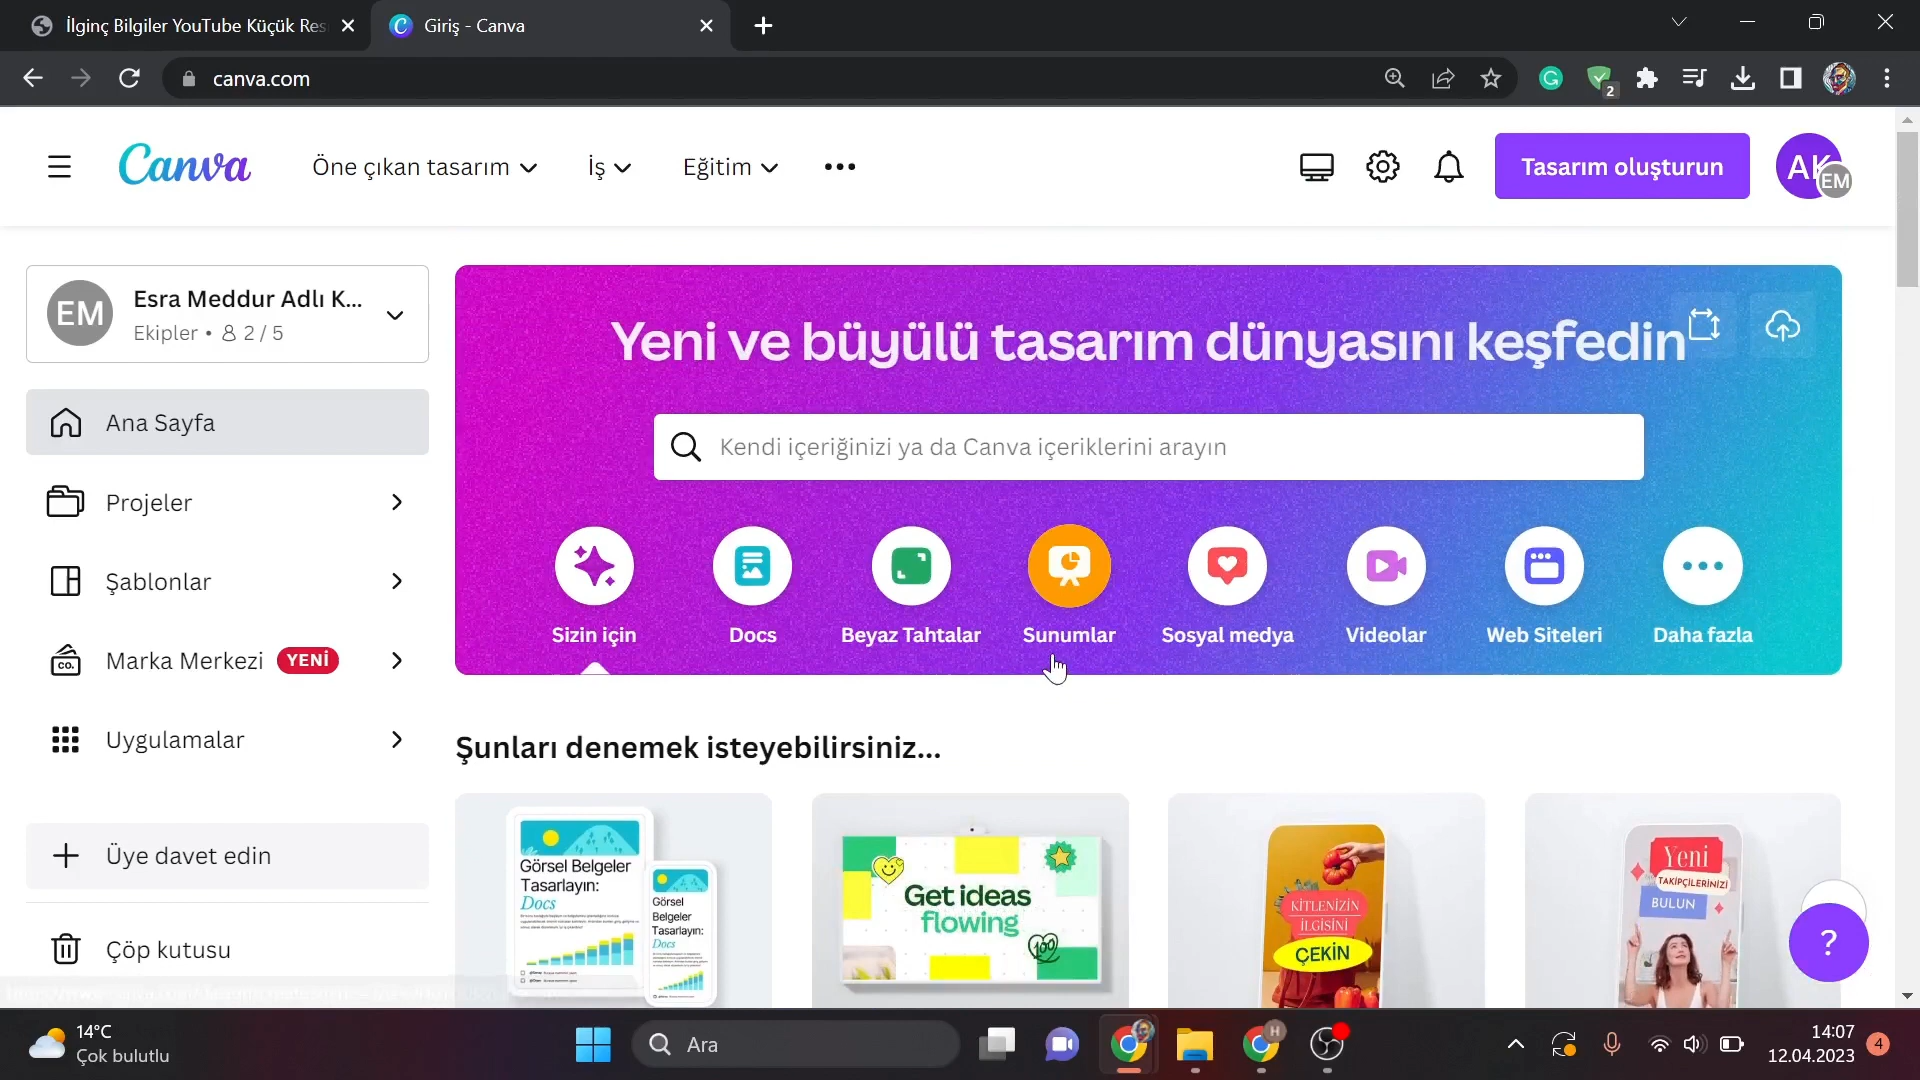 İlginç Bilgiler YouTube Küçük Res
Giriş - Canva
canva.com
2
Canva
Öne çıkan tasarım
İş
Eğitim
Tasarım oluşturun
AK
EM
EM
Esra Meddur Adlı K...
Ekipler • 2 / 5
Yeni ve büyülü tasarım dünyasını keşfedin
Kendi içeriğinizi ya da Canva içeriklerini arayın
Ana Sayfa
Projeler
Şablonlar
CO.
Marka Merkezi YENİ
Uygulamalar
Üye davet edin
Çöp kutusu
Sizin için
Docs
Beyaz Tahtalar
Sunumlar
Sosyal medya
Videolar
Web Siteleri
Daha fazla
Şunları denemek isteyebilirsiniz...
Görsel Belgeler
Tasarlayın:
Docs
Görsel
Belgeler
Tasarlayın:
Docs
Get ideas
flowing
100
KİTLENİZİN
İLGİSİNİ
ÇEKİN
Yeni
TAKİPÇİLERİNİZİ
BULUN
?
14°C
Çok bulutlu
Ara
H
14:07
12.04.2023
4